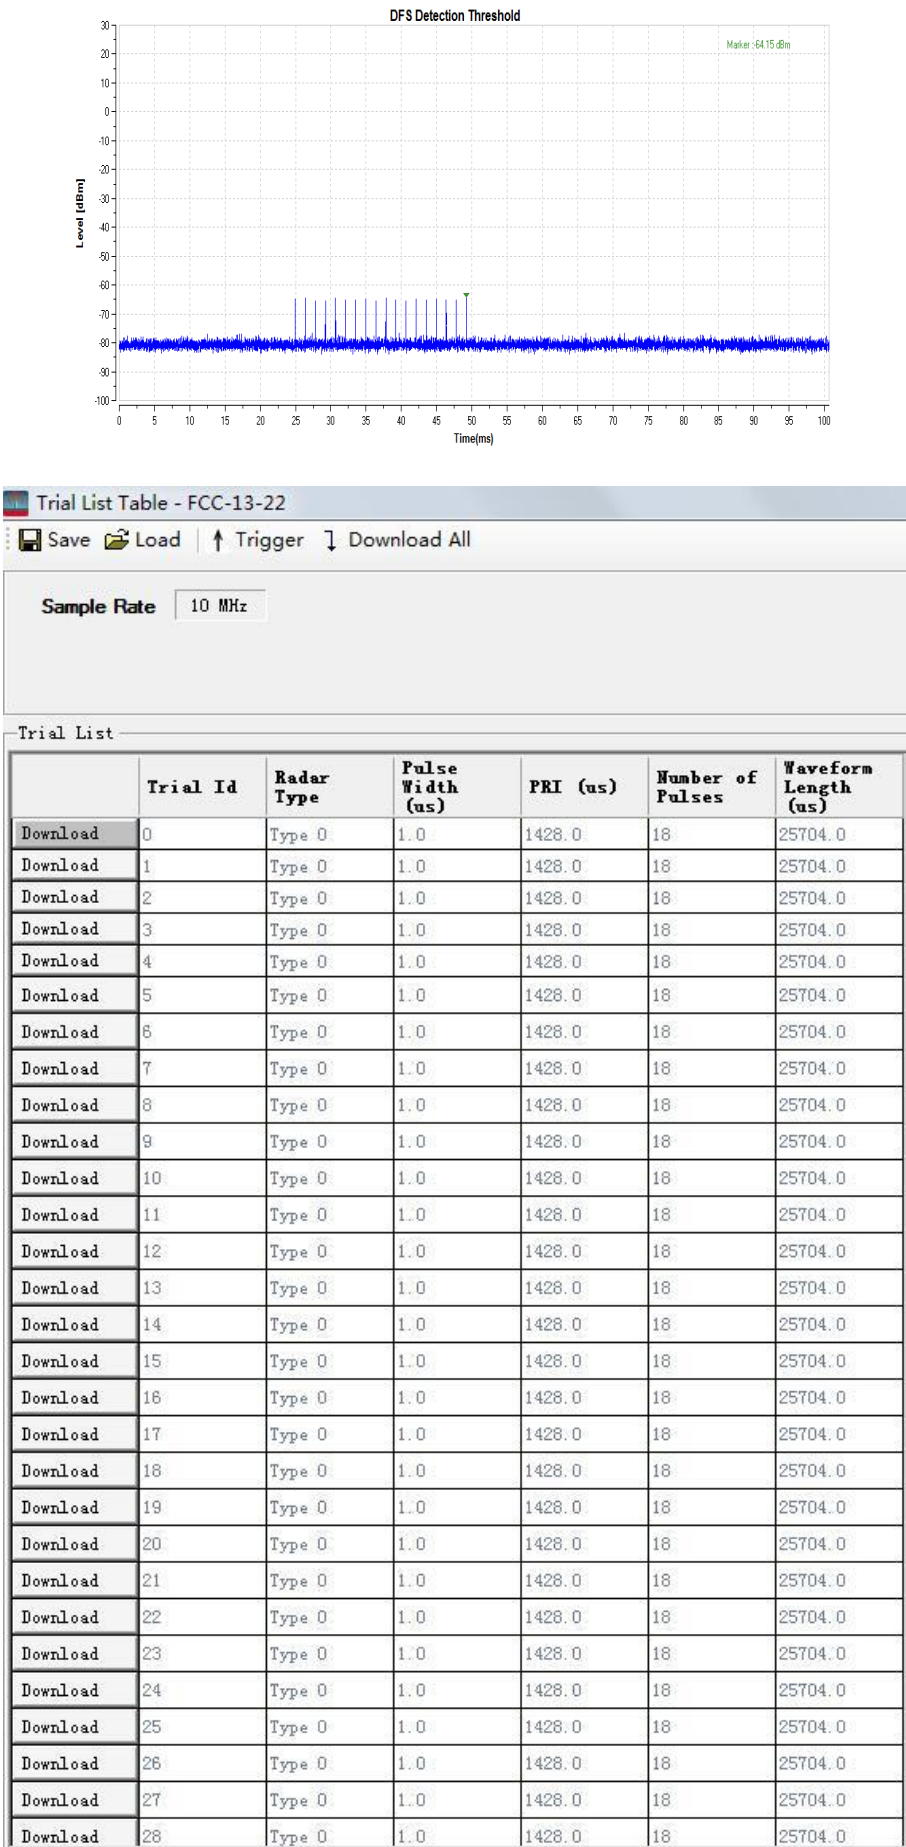 DFS Detection Threshold
Marker:-64.15 dBm
30
20
10
0
-10
-20
-30
-40
-50
-60
-70
-80
-90
-100
Level [dBm]
0 5 10 15 20 25 30 35 40 45 50 55 60 65 70 75 80 85 90 95 100
Time(ms)
Trial List Table - FCC-13-22
Save Load Trigger Download All
Sample Rate 10 MHz
Trial List
Trial Id Radar Type Pulse Width (us) PRI (us) Number of Pulses Waveform Length (us)
Download 0 Type 0 1.0 1428.0 18 25704.0
Download 1 Type 0 1.0 1428.0 18 25704.0
Download 2 Type 0 1.0 1428.0 18 25704.0
Download 3 Type 0 1.0 1428.0 18 25704.0
Download 4 Type 0 1.0 1428.0 18 25704.0
Download 5 Type 0 1.0 1428.0 18 25704.0
Download 6 Type 0 1.0 1428.0 18 25704.0
Download 7 Type 0 1.0 1428.0 18 25704.0
Download 8 Type 0 1.0 1428.0 18 25704.0
Download 9 Type 0 1.0 1428.0 18 25704.0
Download 10 Type 0 1.0 1428.0 18 25704.0
Download 11 Type 0 1.0 1428.0 18 25704.0
Download 12 Type 0 1.0 1428.0 18 25704.0
Download 13 Type 0 1.0 1428.0 18 25704.0
Download 14 Type 0 1.0 1428.0 18 25704.0
Download 15 Type 0 1.0 1428.0 18 25704.0
Download 16 Type 0 1.0 1428.0 18 25704.0
Download 17 Type 0 1.0 1428.0 18 25704.0
Download 18 Type 0 1.0 1428.0 18 25704.0
Download 19 Type 0 1.0 1428.0 18 25704.0
Download 20 Type 0 1.0 1428.0 18 25704.0
Download 21 Type 0 1.0 1428.0 18 25704.0
Download 22 Type 0 1.0 1428.0 18 25704.0
Download 23 Type 0 1.0 1428.0 18 25704.0
Download 24 Type 0 1.0 1428.0 18 25704.0
Download 25 Type 0 1.0 1428.0 18 25704.0
Download 26 Type 0 1.0 1428.0 18 25704.0
Download 27 Type 0 1.0 1428.0 18 25704.0
Download 28 Type 0 1.0 1428.0 18 25704.0